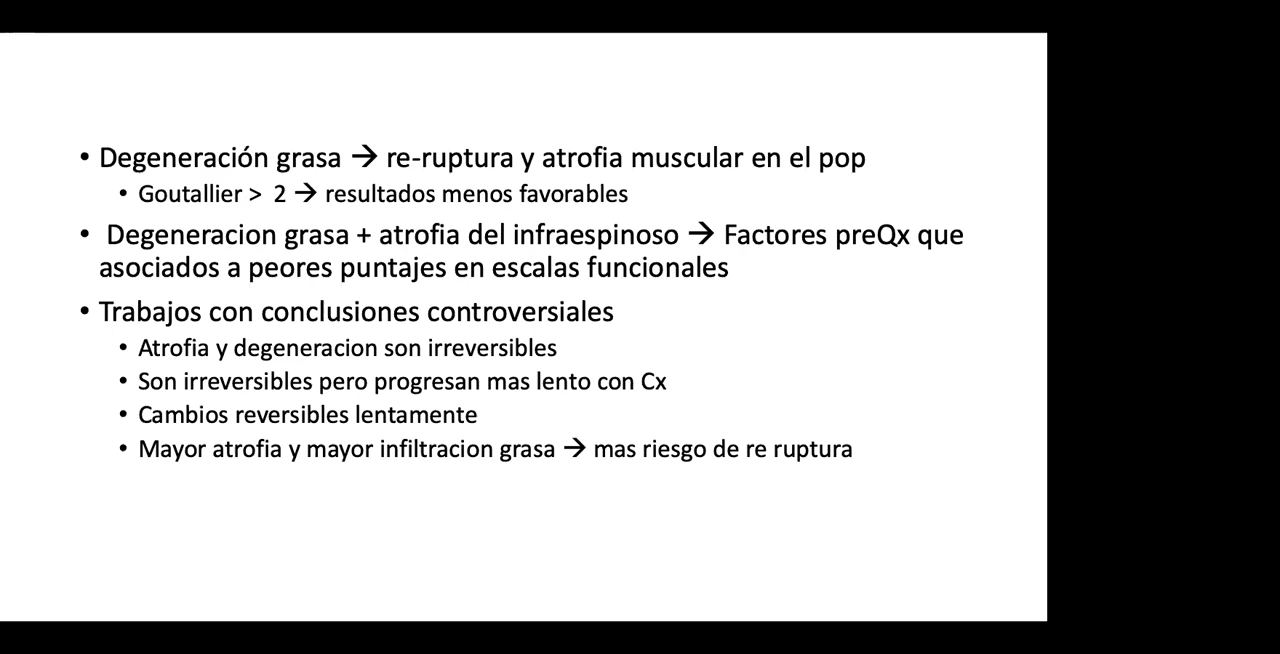 • Degeneración grasa → re-ruptura y atrofia muscular en el pop
• Goutallier > 2 → resultados menos favorables
• Degeneracion grasa + atrofia del infraespinoso → Factores preQx que
asociados a peores puntajes en escalas funcionales
• Trabajos con conclusiones controversiales
• Atrofia y degeneracion son irreversibles
• Son irreversibles pero progresan mas lento con Cx
• Cambios reversibles lentamente
• Mayor atrofia y mayor infiltracion grasa → mas riesgo de re ruptura